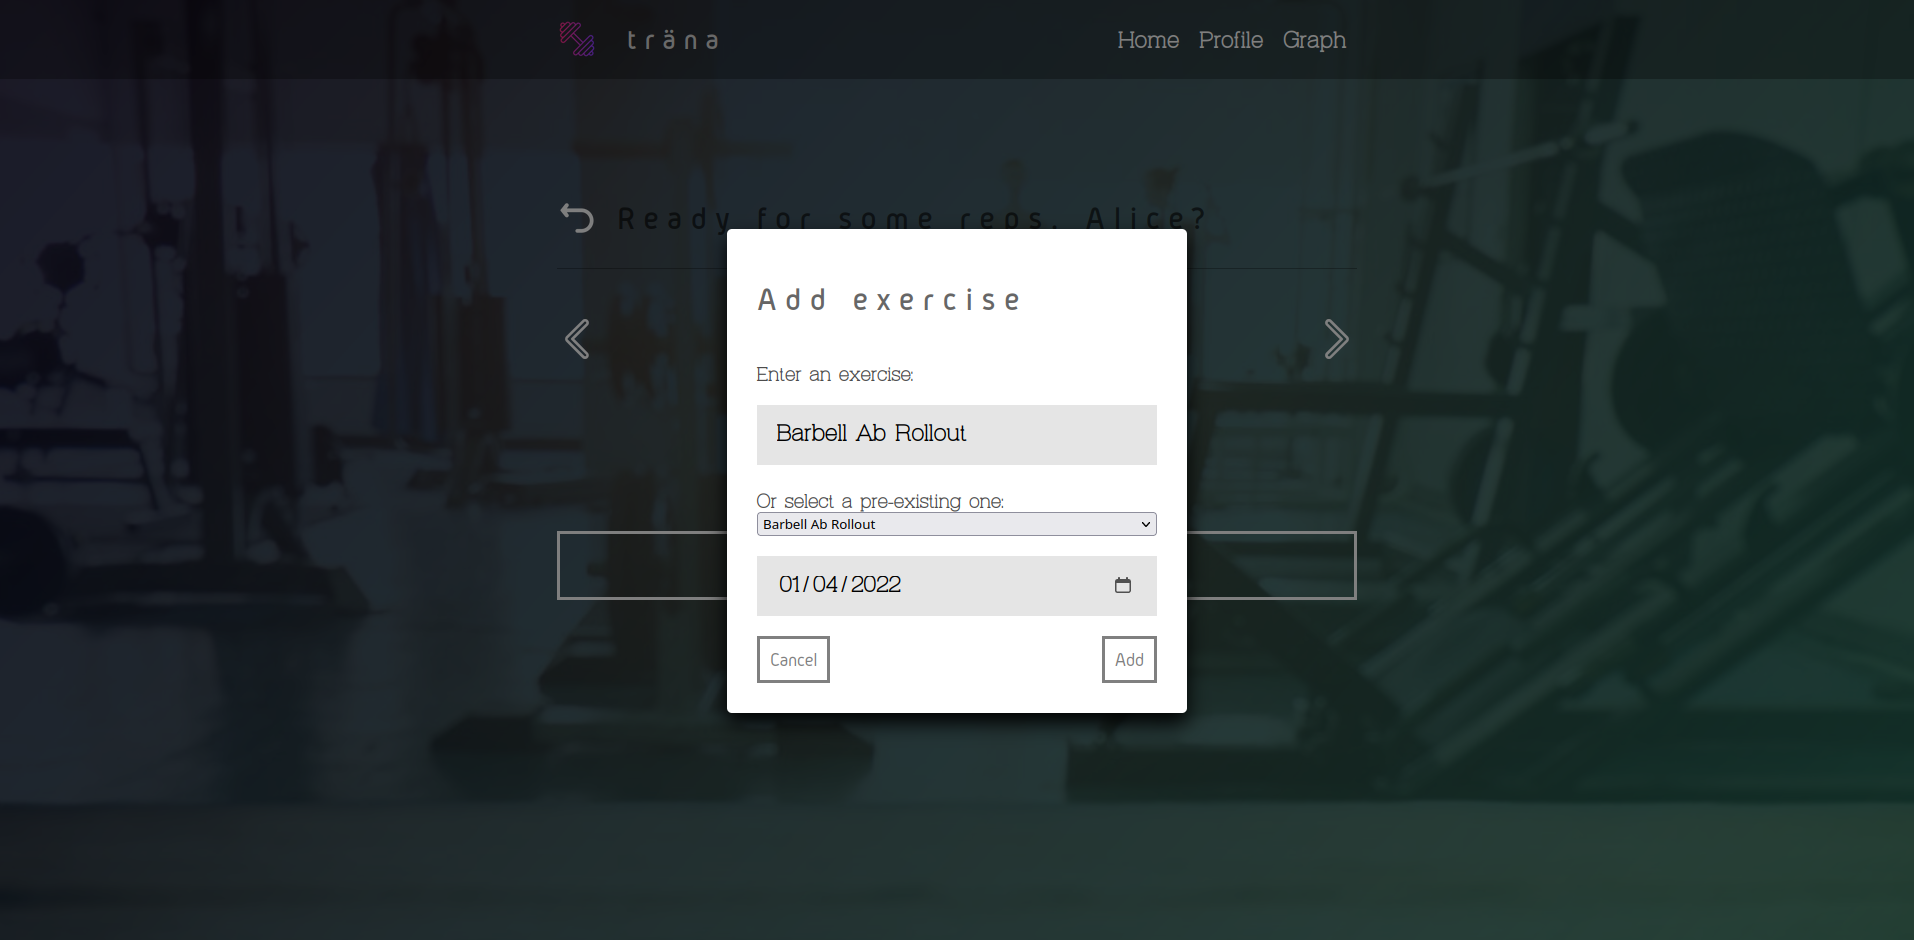 träna
Home Profile Graph
Ready for some reps, Alice?
Add exercise
Enter an exercise:
Barbell Ab Rollout
Or select a pre-existing one:
Barbell Ab Rollout
01/04/2022
Cancel
Add